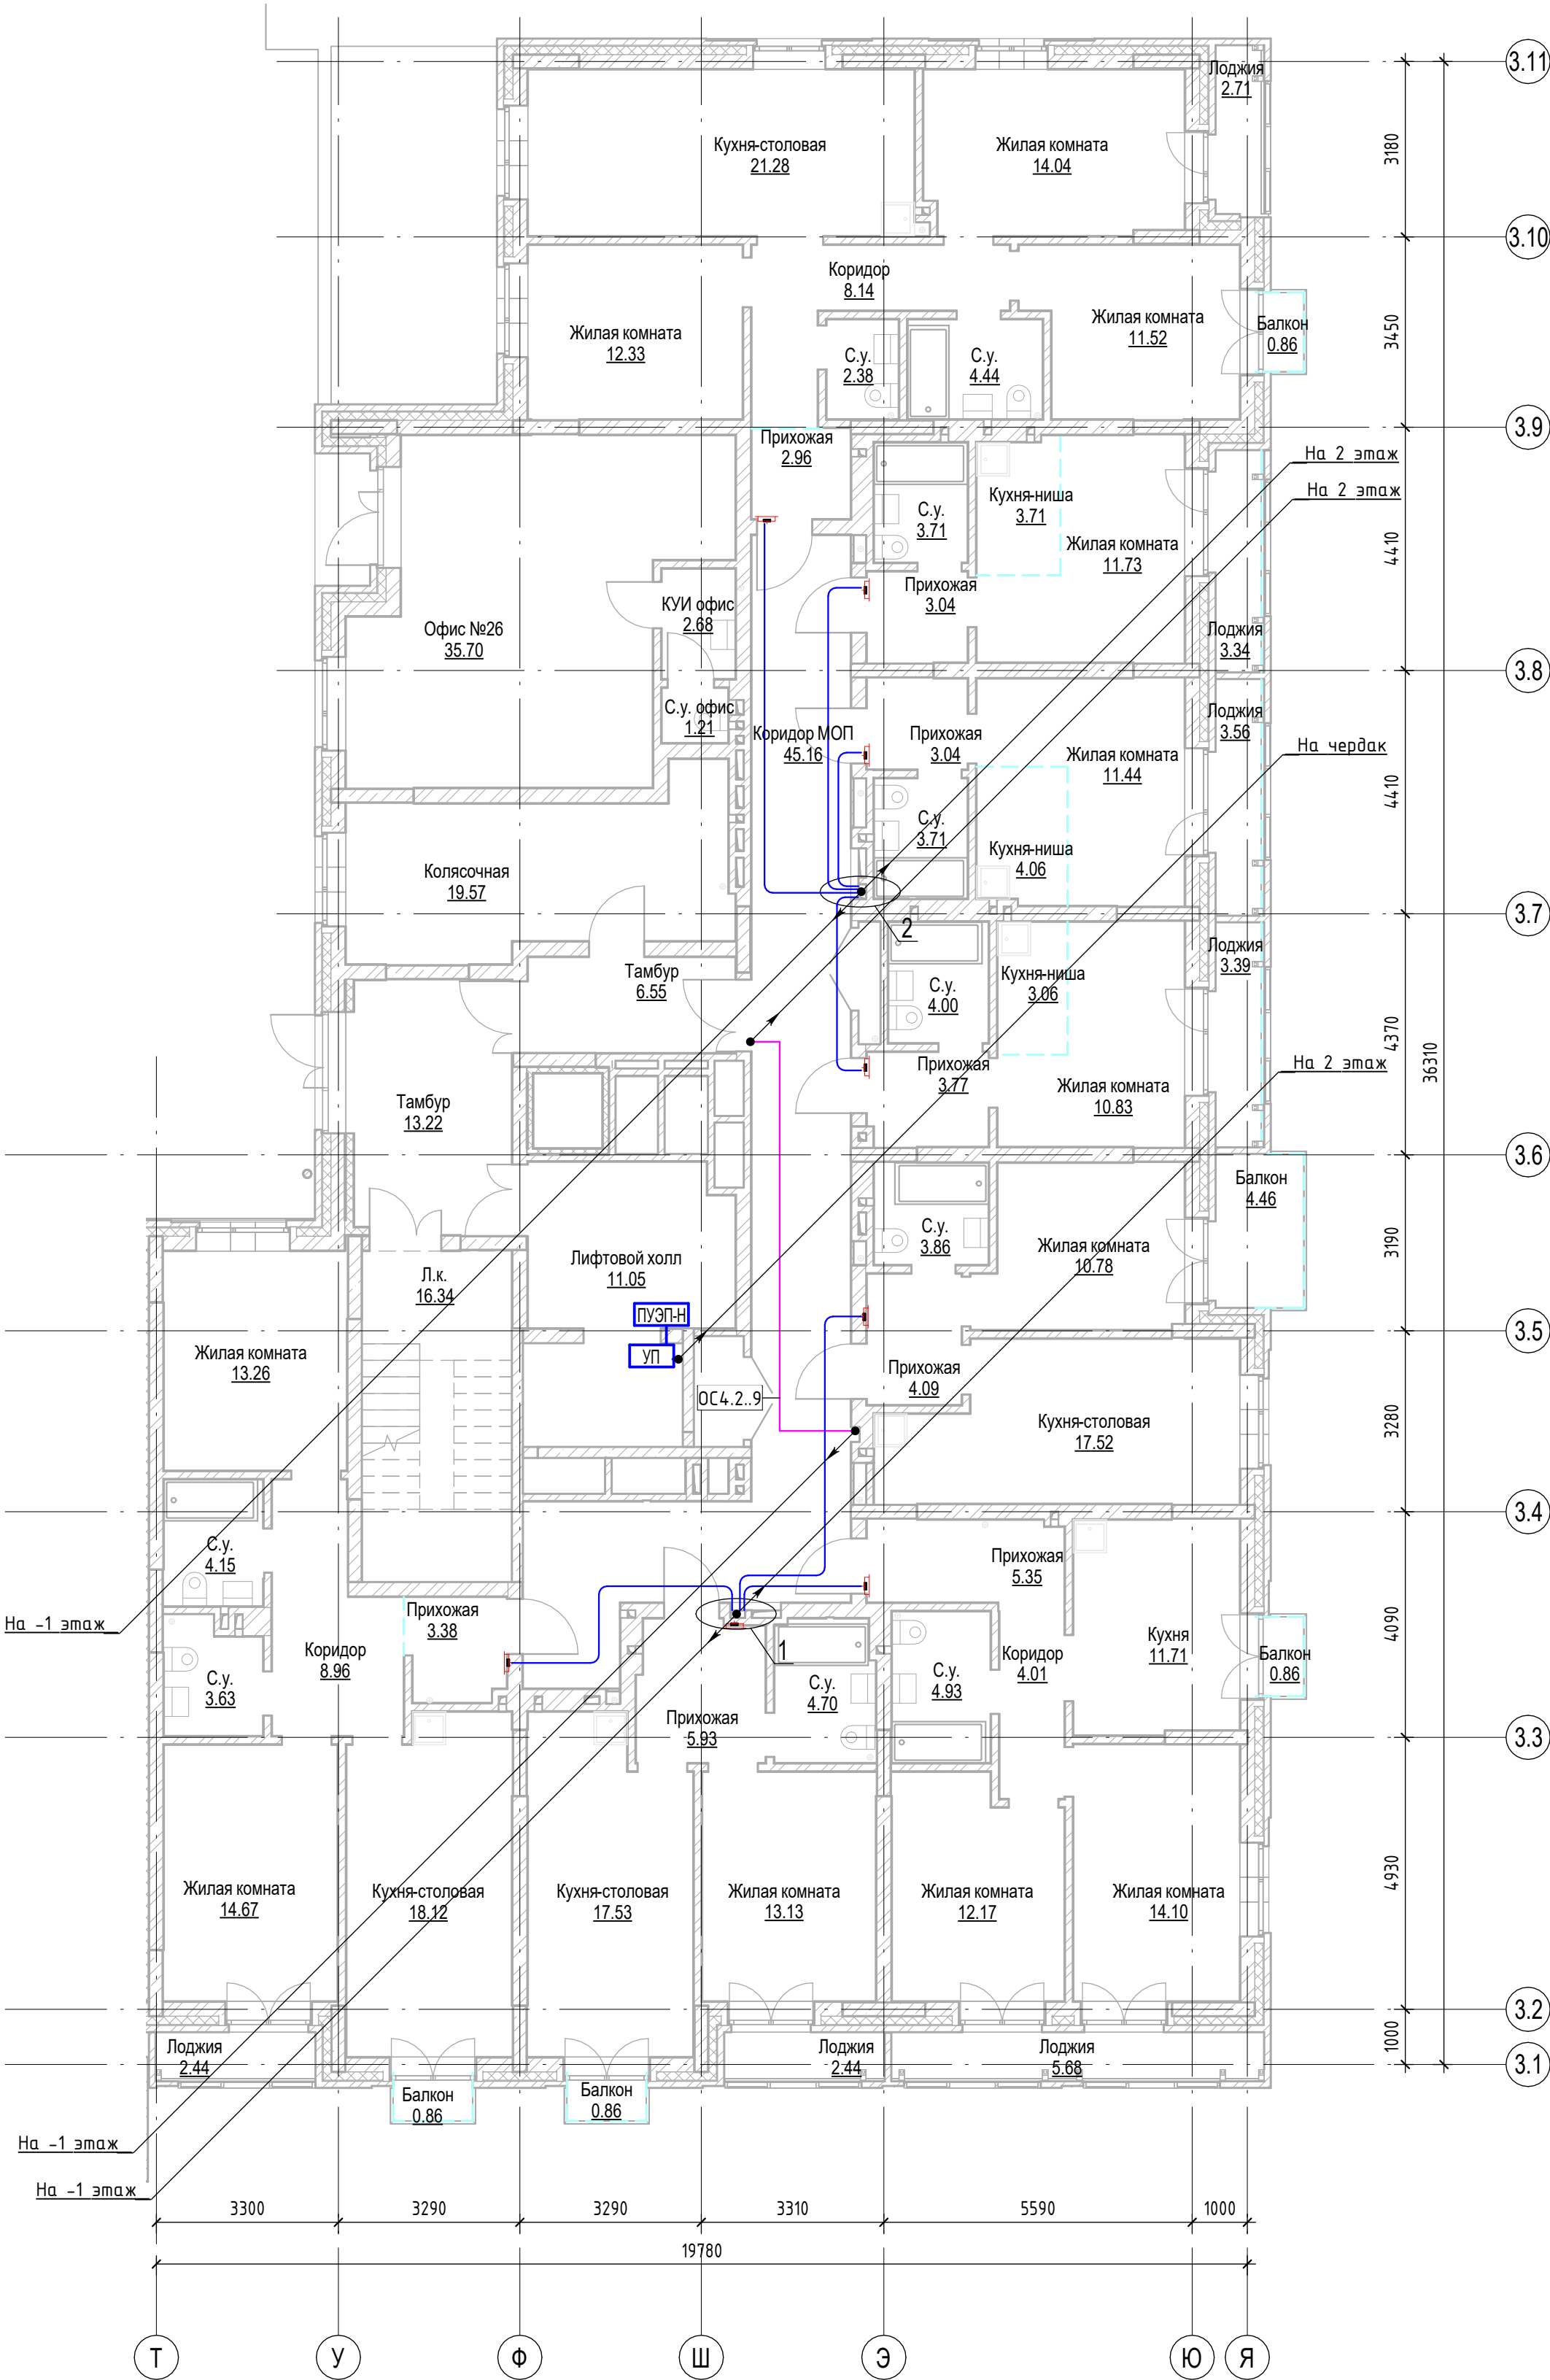 3.11
Лоджия
2.71
Кухня-столовая
21.28
Жилая комната
14.04
3180
3.10
Коридор
8.14
Жилая комната
12.33
Жилая комната
11.52
Балкон
0.86
3450
С.у.
2.38
С.у.
4.44
3.9
Прихожая
2.96
На 2 этаж
На 2 этаж
Кухня-ниша
3.71
С.у.
3.71
Жилая комната
11.73
4410
Прихожая
3.04
КУИ офис
2.68
Офис №26
35.70
Лоджия
3.34
3.8
С.у. офис
1.21
Лоджия
3.56
Коридор МОП
45.16
Прихожая
3.04
Жилая комната
11.44
На чердак
4410
С.у.
3.71
Кухня-ниша
4.06
Колясочная
19.57
3.7
2
Лоджия
3.39
Тамбур
6.55
С.у.
4.00
Кухня-ниша
3.06
4370
36310
Прихожая
3.77
На 2 этаж
Жилая комната
10.83
Тамбур
13.22
3.6
Балкон
4.46
С.у.
3.86
Жилая комната
10.78
3190
Лифтовой холл
11.05
Л.к.
16.34
ПУЭП-Н
3.5
УП
Жилая комната
13.26
Прихожая
4.09
ОС4.2..9
Кухня-столовая
17.52
3280
3.4
С.у.
4.15
Прихожая
5.35
На -1 этаж
Прихожая
3.38
4090
Коридор
8.96
1
Коридор
4.01
Кухня
11.71
Балкон
0.86
С.у.
3.63
С.у.
4.70
С.у.
4.93
Прихожая
5.93
3.3
Жилая комната
14.67
Кухня-столовая
18.12
Кухня-столовая
17.53
Жилая комната
13.13
Жилая комната
12.17
Жилая комната
14.10
4930
3.2
Лоджия
2.44
Лоджия
2.44
Лоджия
5.68
1000
3.1
Балкон
0.86
Балкон
0.86
На -1 этаж
На -1 этаж
3300
3290
3290
3310
5590
1000
19780
Т
У
Ф
Ш
Э
Ю
Я